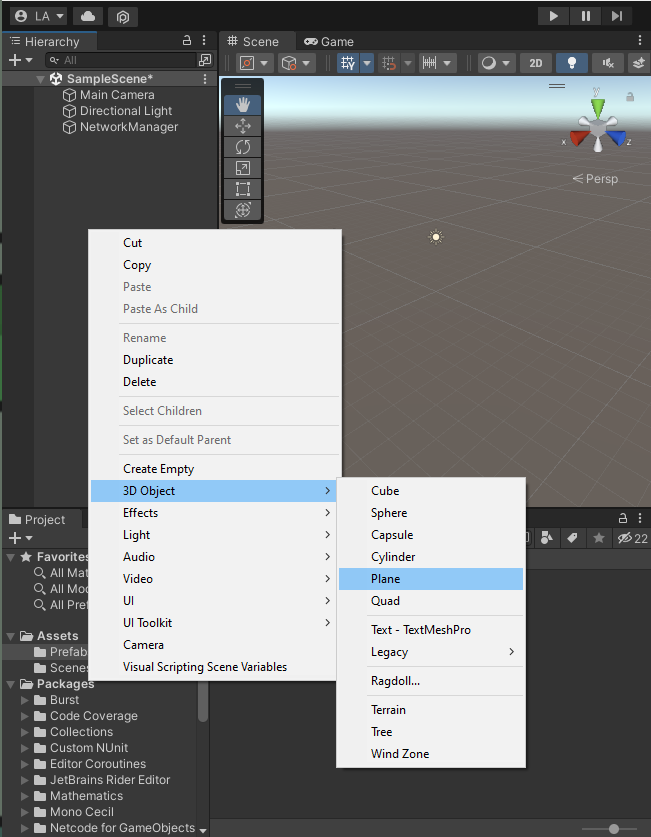 LA
Hierarchy
All
SampleScene*
Main Camera
Directional Light
NetworkManager
Scene
Game
2D
y
x
z
Persp
Cut
Copy
Paste
Paste As Child
Rename
Duplicate
Delete
Select Children
Set as Default Parent
Create Empty
3D Object
Effects
Light
Audio
Video
UI
UI Toolkit
Camera
Visual Scripting Scene Variables
Cube
Sphere
Capsule
Cylinder
Plane
Quad
Text - TextMeshPro
Legacy
Ragdoll...
Terrain
Tree
Wind Zone
Project
22
Favorites
All Mat
All Mod
All Pref
Assets
Prefab
Scenes
Packages
Burst
Code Coverage
Collections
Custom NUnit
Editor Coroutines
JetBrains Rider Editor
Mathematics
Mono Cecil
Netcode for GameObjects